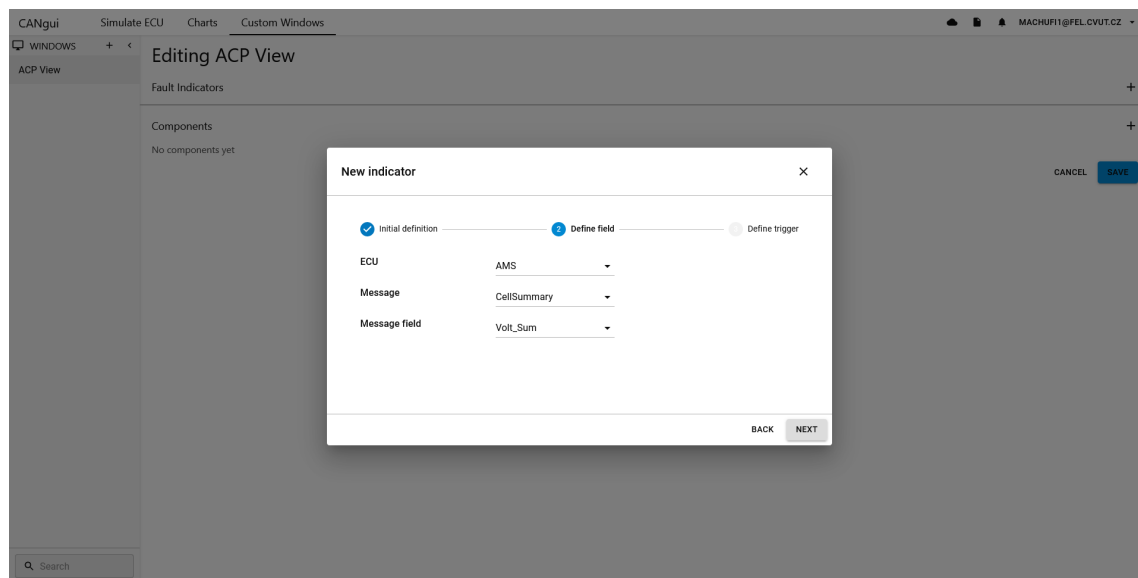 CANgui Simulate ECU Charts Custom Windows MACHUFI1@FEL.CVUT.CZ
WINDOWS + <
ACP View
Editing ACP View
Fault Indicators +
Components +
No components yet
CANCEL SAVE
New indicator ×
Initial definition 2 Define field 3 Define trigger
ECU AMS
Message CellSummary
Message field Volt_Sum
BACK NEXT
Search